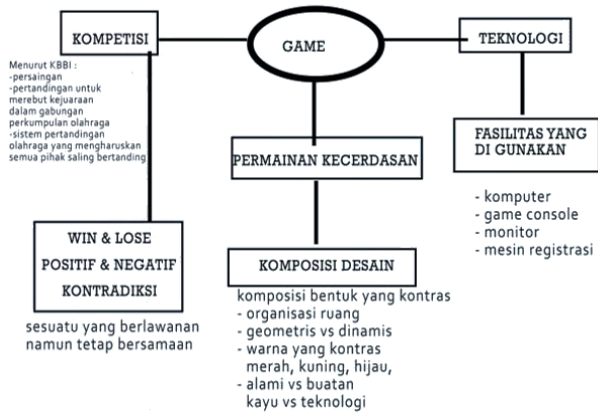 GAME
KOMPETISI
Menurut KBBI :
-persaingan
-pertandingan untuk
merebut kejuaraan
dalam gabungan
perkumpulan olahraga
-sistem pertandingan
olahraga yang mengharuskan
semua pihak saling bertanding
WIN & LOSE
POSITIF & NEGATIF
KONTRADIKSI
sesuatu yang berlawanan
namun tetap bersamaan
PERMAINAN KECERDASAN
KOMPOSISI DESAIN
komposisi bentuk yang kontras
- organisasi ruang
- geometris vs dinamis
- warna yang kontras
merah, kuning, hijau,
- alami vs buatan
kayu vs teknologi
TEKNOLOGI
FASILITAS YANG
DI GUNAKAN
- komputer
- game console
- monitor
- mesin registrasi